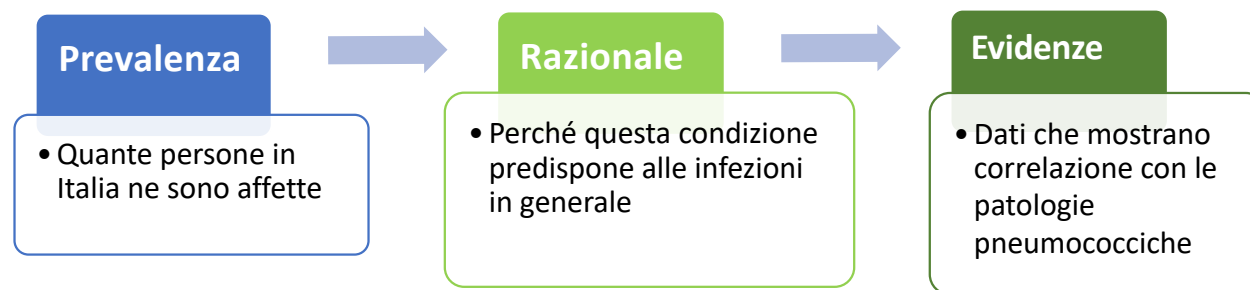 Prevalenza
• Quante persone in
Italia ne sono affette
Razionale
• Perché questa condizione
predispone alle infezioni
in generale
Evidenze
• Dati che mostrano
correlazione con le
patologie
pneumococciche